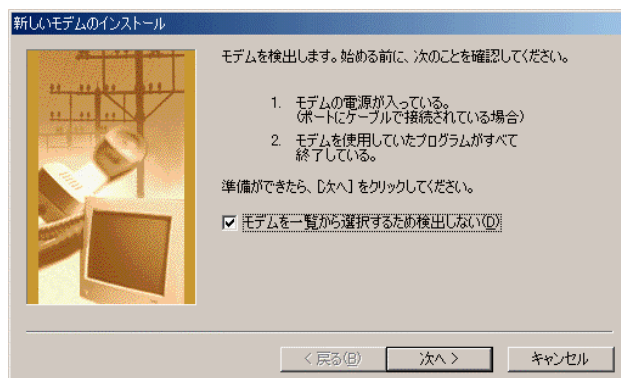 新しいモデムのインストール
モデムを検出します。始める前に、次のことを確認してください。
1. モデムの電源が入っている。
(ポートにケーブルで接続されている場合)
2. モデムを使用していたプログラムがすべて
終了している。
準備ができたら、[次へ] をクリックしてください。
モデムを一覧から選択するため検出しない(D)
< 戻る(B)
次へ >
キャンセル